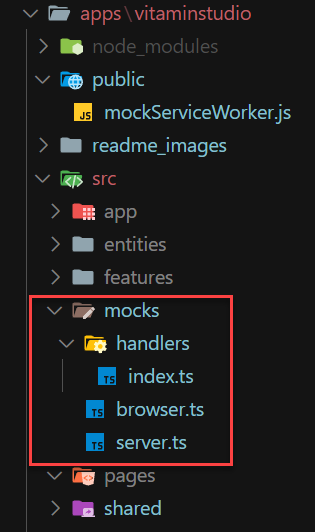 apps\vitaminstudio
node_modules
public
JS mockServiceWorker.js
readme_images
src
app
entities
features
mocks
handlers
TS index.ts
TS browser.ts
TS server.ts
pages
shared